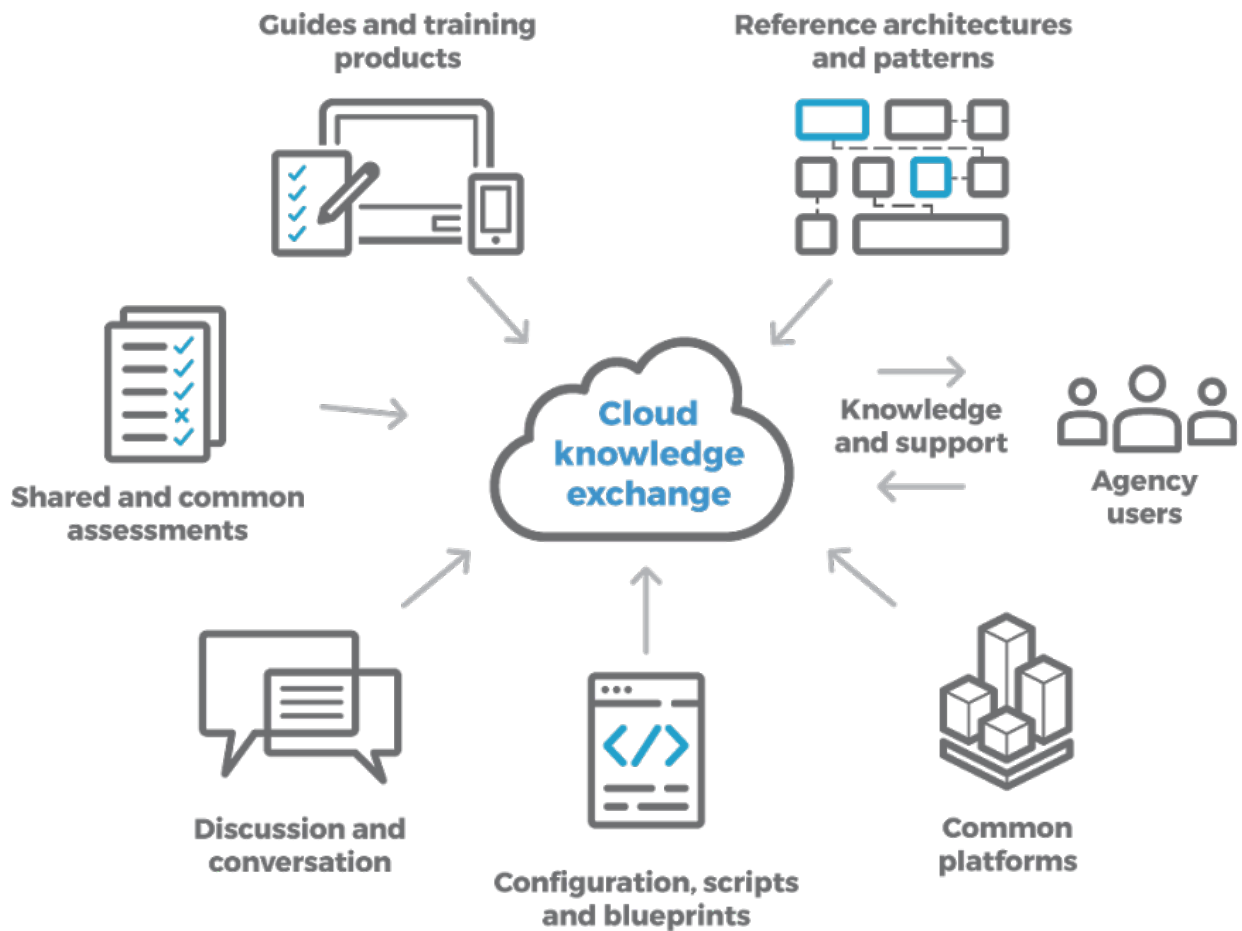 Guides and training
products
Reference architectures
and patterns
Cloud
knowledge
exchange
Knowledge
and support
Agency
users
Shared and common
assessments
Discussion and
conversation
Configuration, scripts
and blueprints
Common
platforms